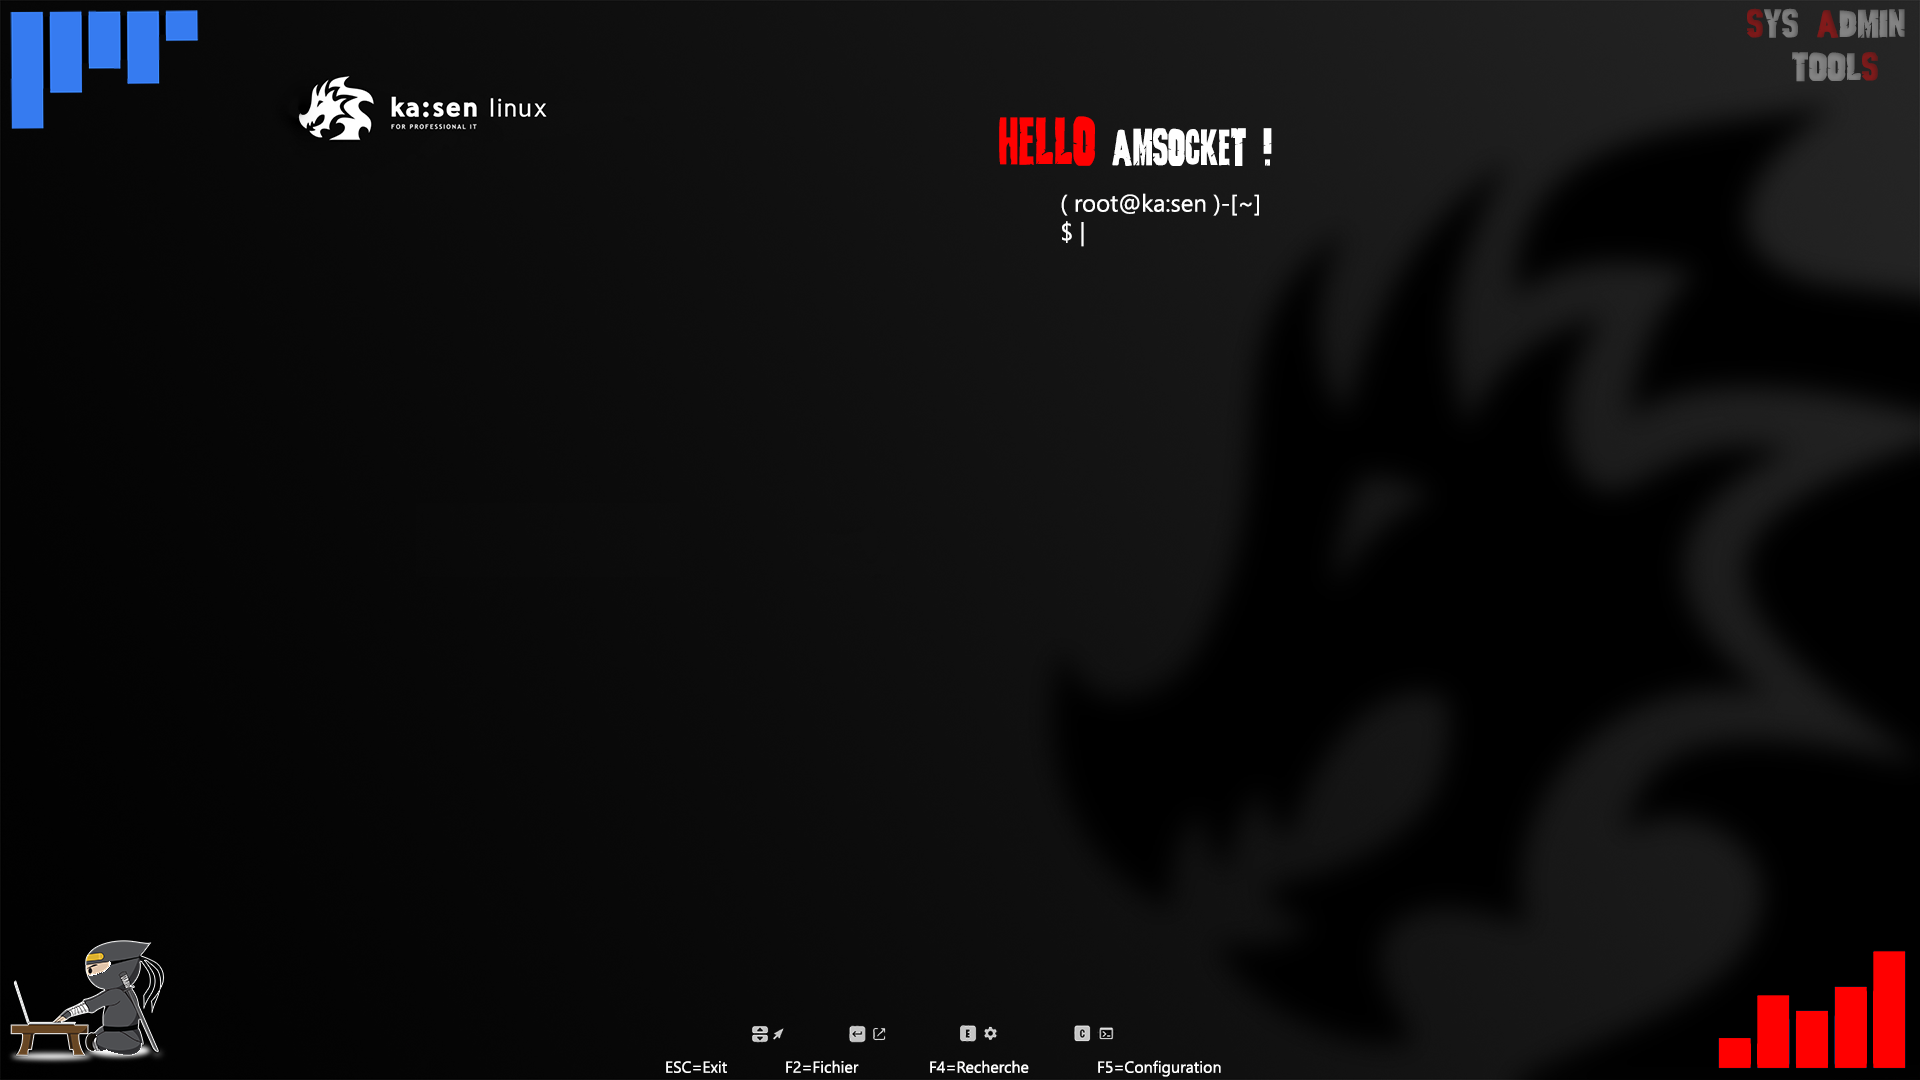 SYS ADMIN
TOOLS
ka:sen linux
FOR PROFESSIONAL IT
HELLO AMSOCKET !
( root@ka:sen )-[~]
$ |
E
C
ESC=Exit F2=Fichier F4=Recherche F5=Configuration